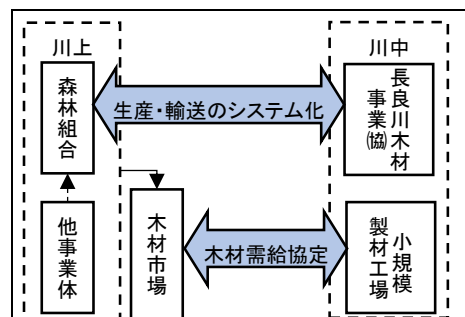 川上
川中
森林組合
生産・輸送のシステム化
長良川木材
事業㈿
他事業体
木材市場
木材需給協定
小規模
製材工場